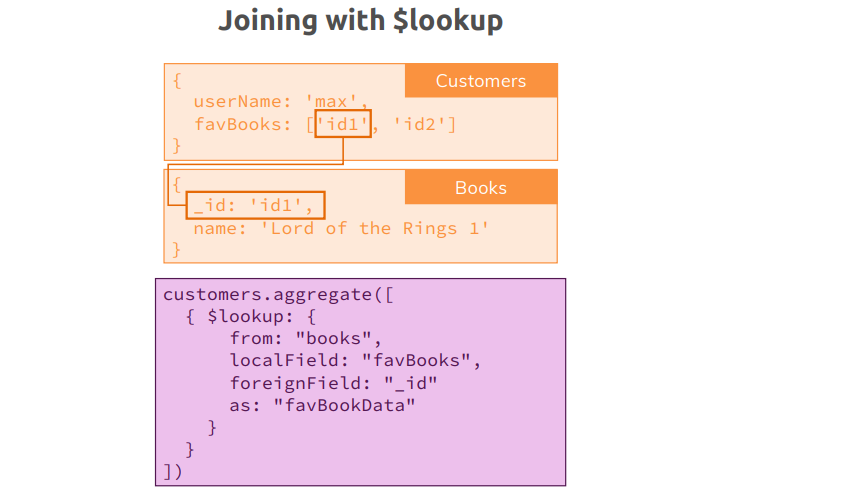 Joining with $lookup
Customers
{
userName: 'max',
favBooks: ['id1', 'id2']
}
Books
{
_id: 'id1',
name: 'Lord of the Rings 1'
}
customers.aggregate([
{ $lookup: {
from: "books",
localField: "favBooks",
foreignField: "_id"
as: "favBookData"
}
}
])